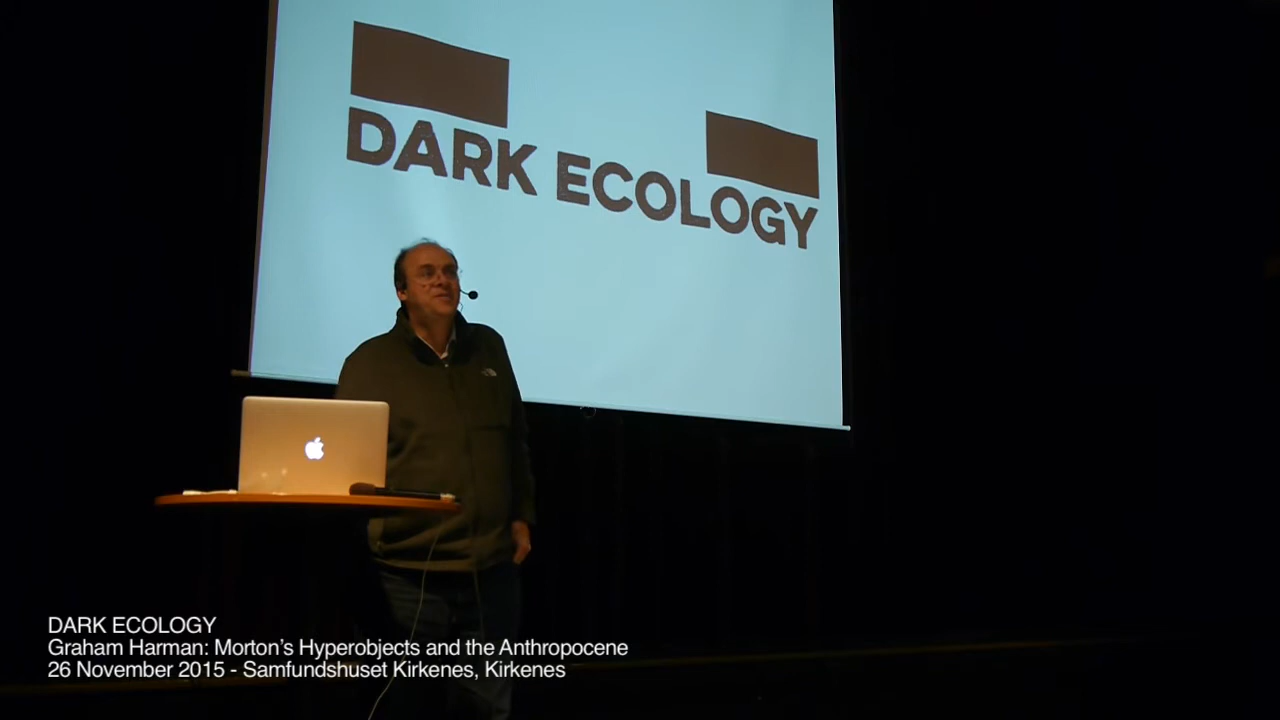 DARK ECOLOGY
DARK ECOLOGY
Graham Harman: Morton's Hyperobjects and the Anthropocene
26 November 2015 - Samfundshuset Kirkenes, Kirkenes